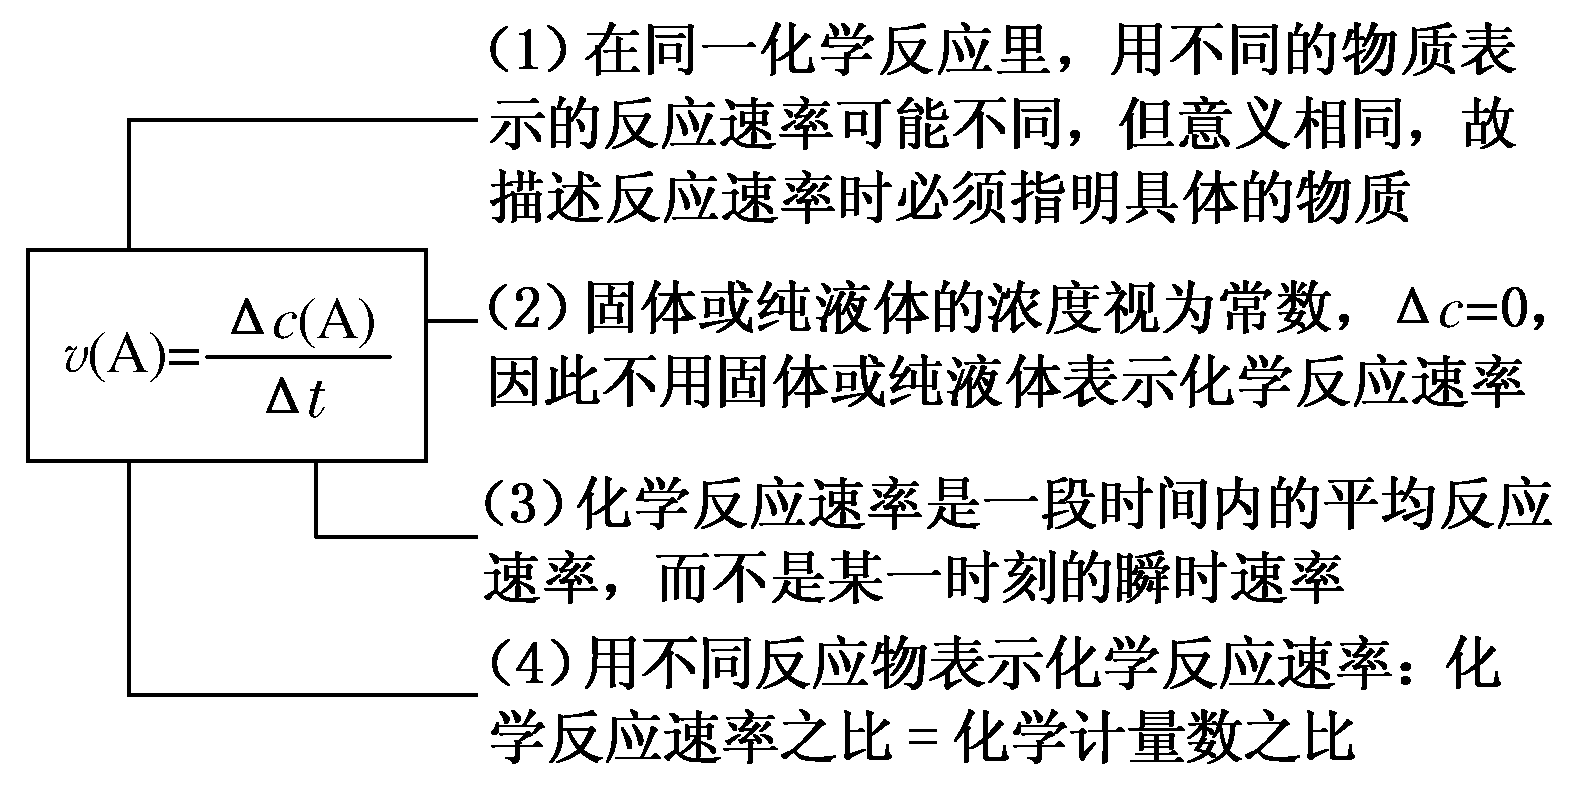 (1)在同一化学反应里，用不同的物质表
示的反应速率可能不同，但意义相同，故
描述反应速率时必须指明具体的物质
v(A)=Δc(A)/Δt
(2)固体或纯液体的浓度视为常数，Δc=0，
因此不用固体或纯液体表示化学反应速率
(3)化学反应速率是一段时间内的平均反应
速率，而不是某一时刻的瞬时速率
(4)用不同反应物表示化学反应速率：化
学反应速率之比=化学计量数之比